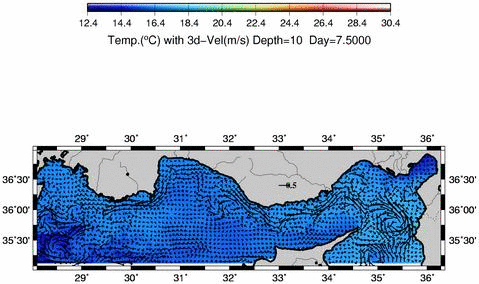 12.4 14.4 16.4 18.4 20.4 22.4 24.4 26.4 28.4 30.4
Temp.(ºC) with 3d-Vel(m/s) Depth=10 Day=7.5000
29˚ 30˚ 31˚ 32˚ 33˚ 34˚ 35˚ 36˚
36˚30' 36˚30'
0.5
36˚00' 36˚00'
35˚30' 35˚30'
29˚ 30˚ 31˚ 32˚ 33˚ 34˚ 35˚ 36˚